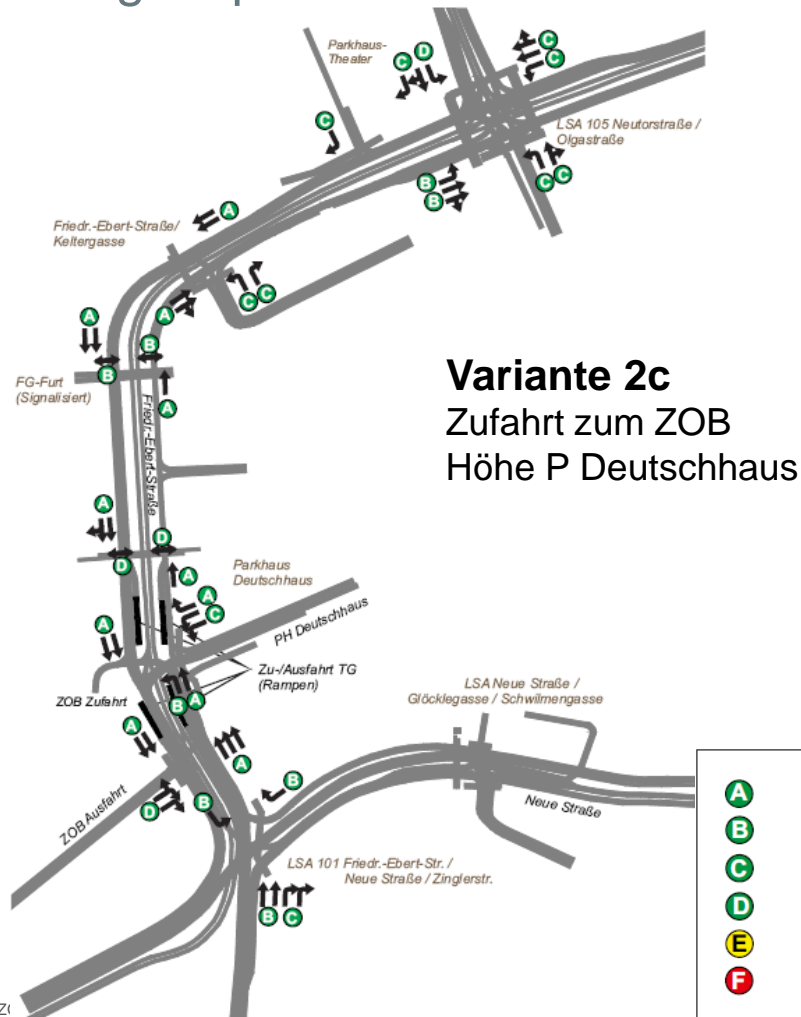 Parkhaus-
Theater
C
D
C
C
C
LSA 105 Neutorstraße /
Olgastraße
B
B
C
C
A
Friedr.-Ebert-Straße/
Keltergasse
C
C
A
A
B
B
FG-Furt
(Signalisiert)
A
Friedr.-Ebert-Straße
Variante 2c
Zufahrt zum ZOB
Höhe P Deutschhaus
A
D
D
Parkhaus
Deutschhaus
A
A
C
A
PH Deutschhaus
Zu-/Ausfahrt TG
(Rampen)
ZOB Zufahrt
B
A
A
A
LSA Neue Straße /
Glöcklegasse / Schwilmengasse
B
Neue Straße
ZOB Ausfahrt
D
B
LSA 101 Friedr.-Ebert-Str. /
Neue Straße / Zinglerstr.
B
C
A
B
C
D
E
F